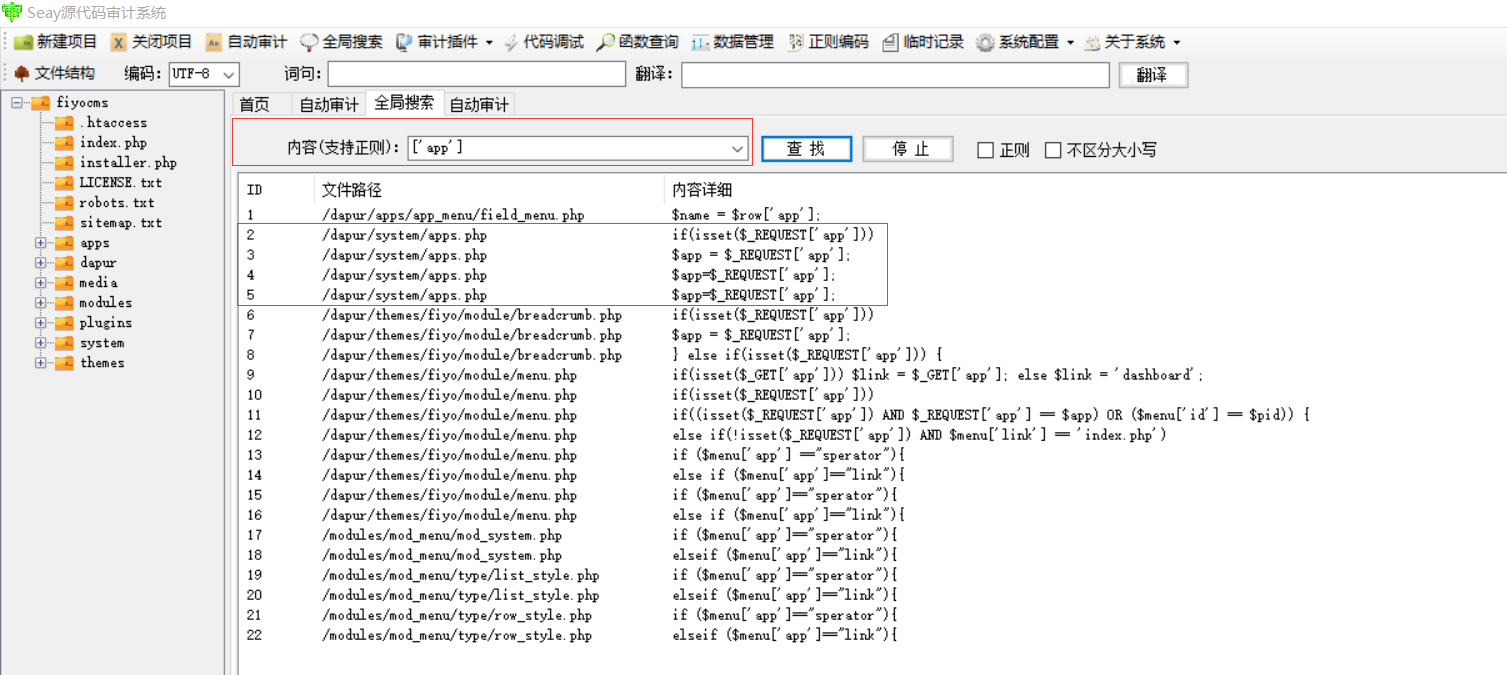 Seay源代码审计系统
新建项目 关闭项目 自动审计 全局搜索 审计插件 代码调试 函数查询 数据管理 正则编码 临时记录 系统配置 关于系统
文件结构 编码: UTF-8 词句: 翻译: 翻译
fiyocms
.htaccess
index.php
installer.php
LICENSE.txt
robots.txt
sitemap.txt
apps
dapur
media
modules
plugins
system
themes
首页 自动审计 全局搜索 自动审计
内容(支持正则): ['app'] 查 找 停 止 正则 不区分大小写
ID 文件路径 内容详细
1 /dapur/apps/app_menu/field_menu.php $name = $row['app'];
2 /dapur/system/apps.php if(isset($_REQUEST['app']))
3 /dapur/system/apps.php $app = $_REQUEST['app'];
4 /dapur/system/apps.php $app=$_REQUEST['app'];
5 /dapur/system/apps.php $app=$_REQUEST['app'];
6 /dapur/themes/fiyo/module/breadcrumb.php if(isset($_REQUEST['app']))
7 /dapur/themes/fiyo/module/breadcrumb.php $app = $_REQUEST['app'];
8 /dapur/themes/fiyo/module/breadcrumb.php } else if(isset($_REQUEST['app'])) {
9 /dapur/themes/fiyo/module/menu.php if(isset($_GET['app'])) $link = $_GET['app']; else $link = 'dashboard';
10 /dapur/themes/fiyo/module/menu.php if(isset($_REQUEST['app']))
11 /dapur/themes/fiyo/module/menu.php if((isset($_REQUEST['app']) AND $_REQUEST['app'] == $app) OR ($menu['id'] == $pid)) {
12 /dapur/themes/fiyo/module/menu.php else if(!isset($_REQUEST['app']) AND $menu['link'] == 'index.php')
13 /dapur/themes/fiyo/module/menu.php if ($menu['app'] =="sperator"){
14 /dapur/themes/fiyo/module/menu.php else if ($menu['app']=="link"){
15 /dapur/themes/fiyo/module/menu.php if ($menu['app']=="sperator"){
16 /dapur/themes/fiyo/module/menu.php else if ($menu['app']=="link"){
17 /modules/mod_menu/mod_system.php if ($menu['app']=="sperator"){
18 /modules/mod_menu/mod_system.php elseif ($menu['app']=="link"){
19 /modules/mod_menu/type/list_style.php if ($menu['app']=="sperator"){
20 /modules/mod_menu/type/list_style.php elseif ($menu['app']=="link"){
21 /modules/mod_menu/type/row_style.php if ($menu['app']=="sperator"){
22 /modules/mod_menu/type/row_style.php elseif ($menu['app']=="link"){